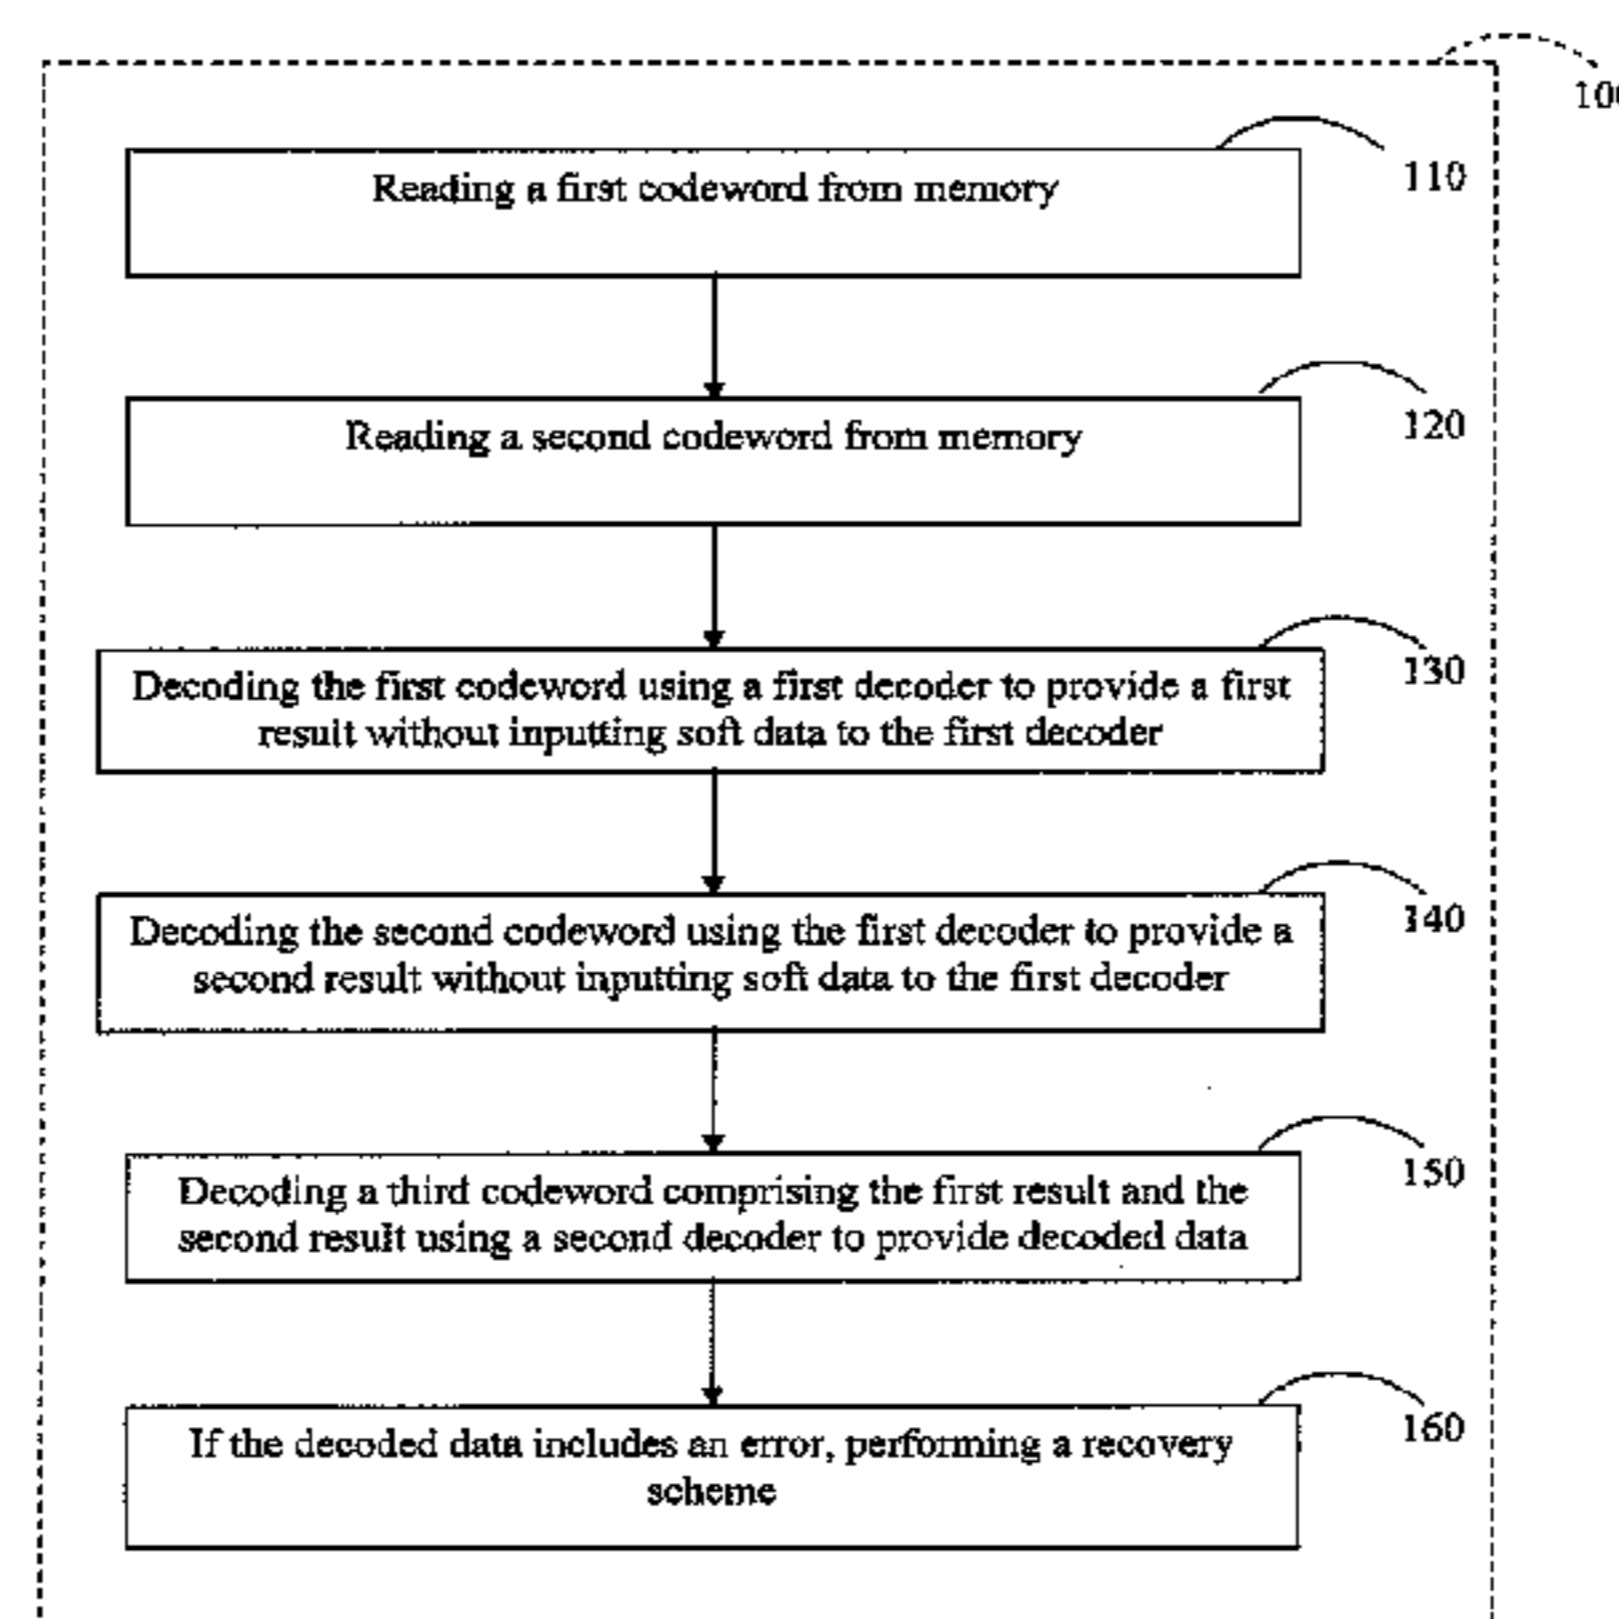 110
Reading a first codeword from memory
120
Reading a second codeword from memory
130
Decoding the first codeword using a first decoder to provide a first
result without inputting soft data to the first decoder
140
Decoding the second codeword using the first decoder to provide a
second result without inputting soft data to the first decoder
150
Decoding a third codeword comprising the first result and the
second result using a second decoder to provide decoded data
160
If the decoded data includes an error, performing a recovery
scheme